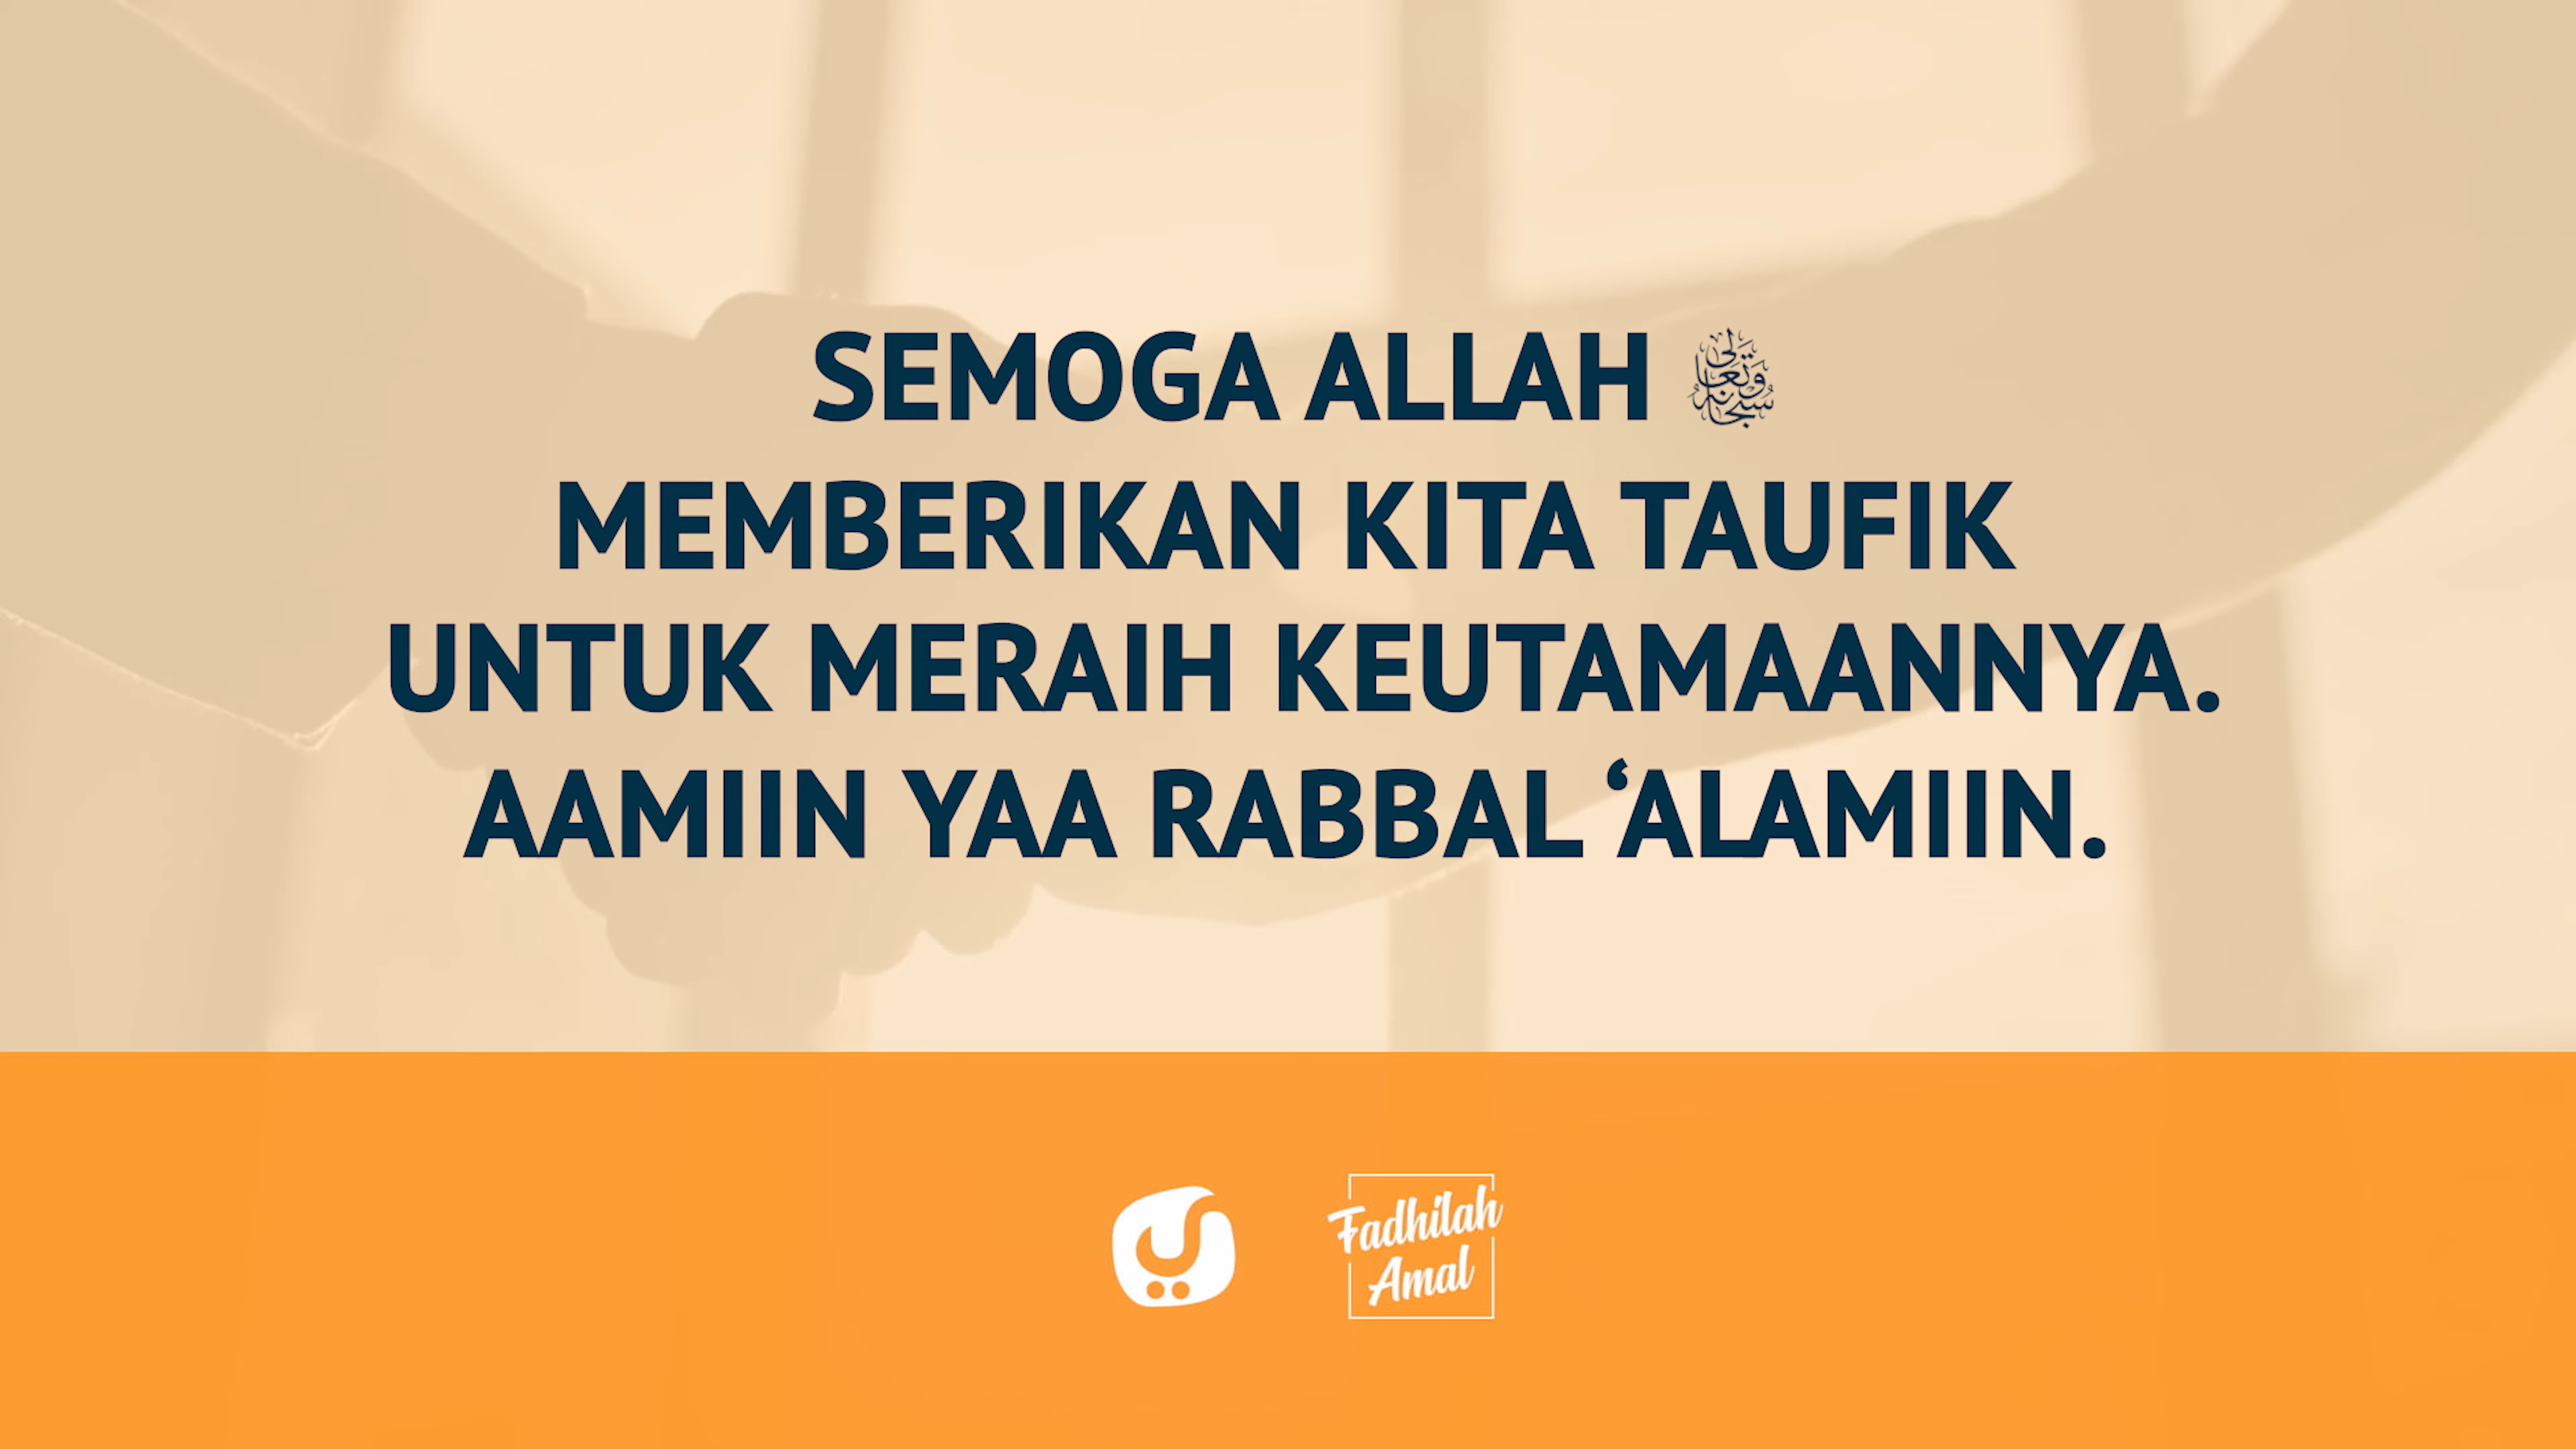 SEMOGA ALLAH سُبْحَانَهُ وَتَعَالَى
MEMBERIKAN KITA TAUFIK
UNTUK MERAIH KEUTAMAANNYA.
AAMIIN YAA RABBAL ‘ALAMIIN.
Fadhilah
Amal